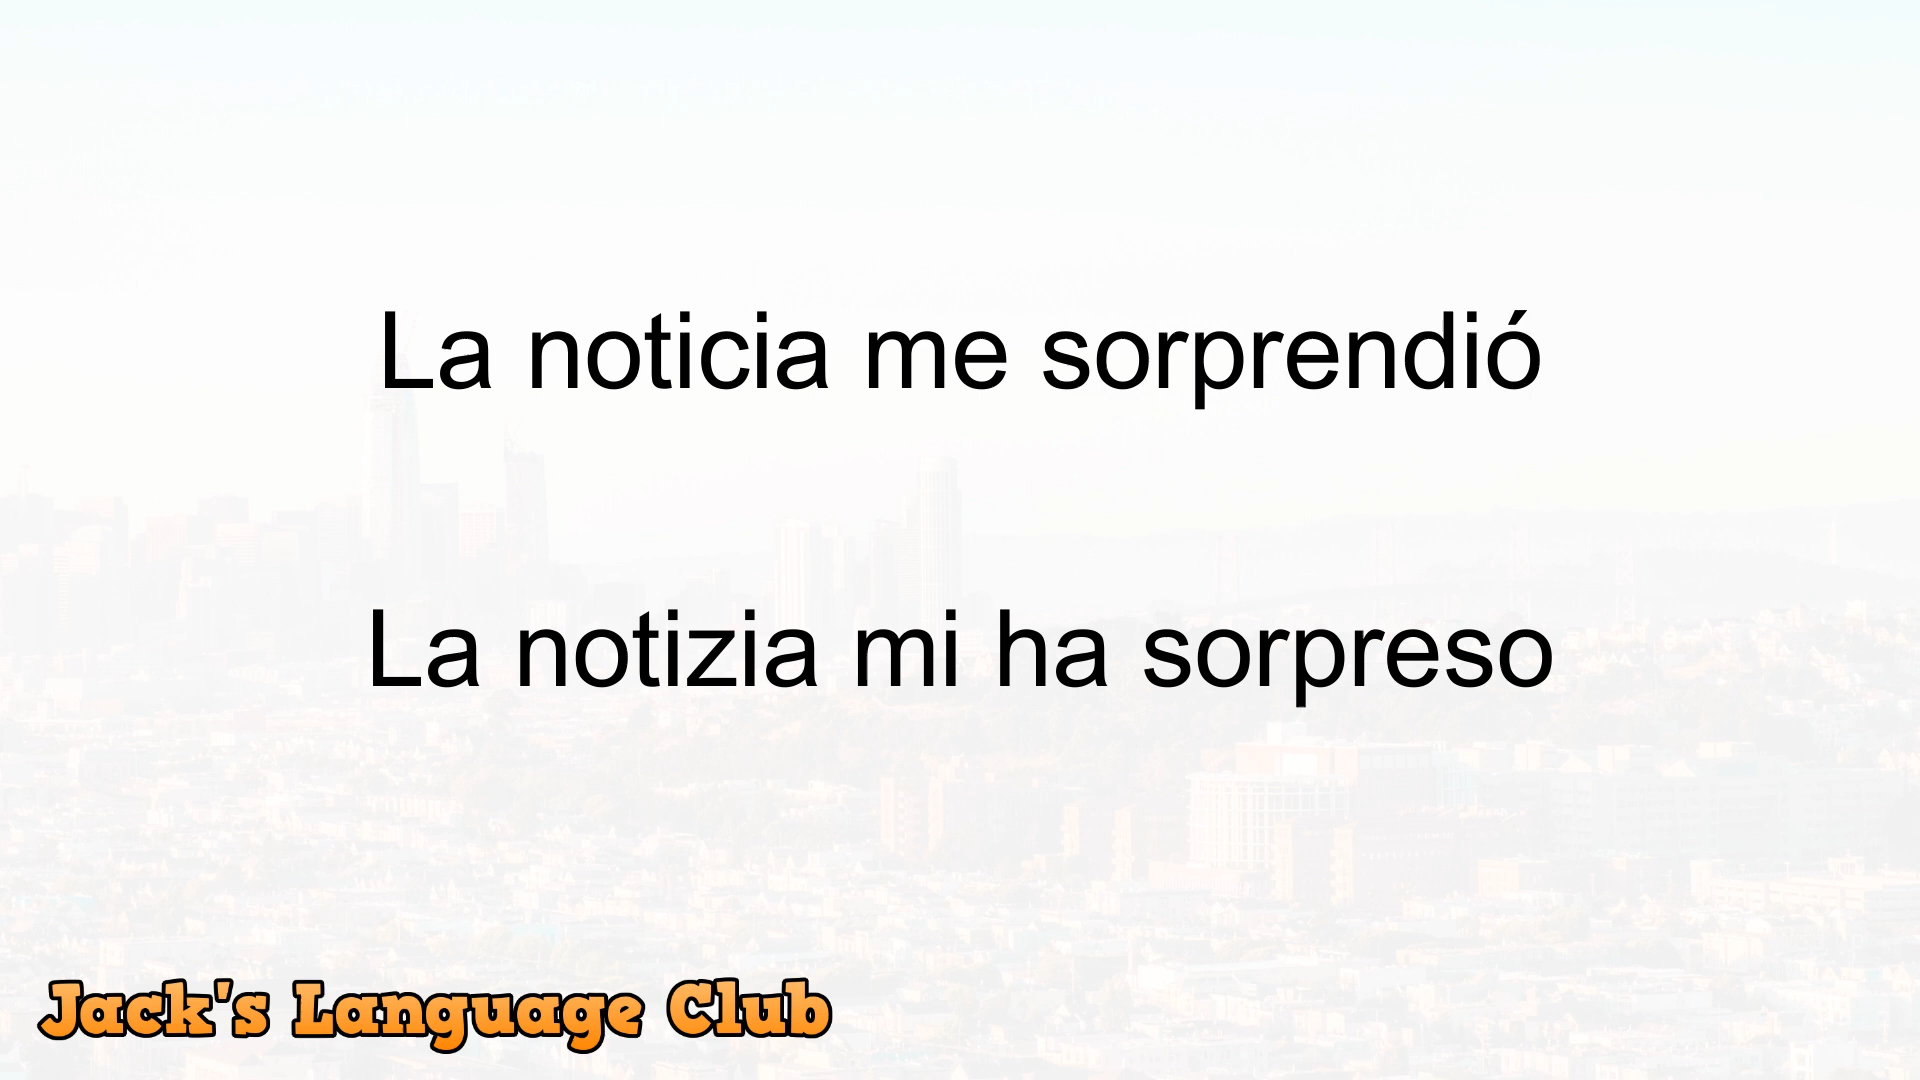 La noticia me sorprendió
La notizia mi ha sorpreso
Jack's Language Club